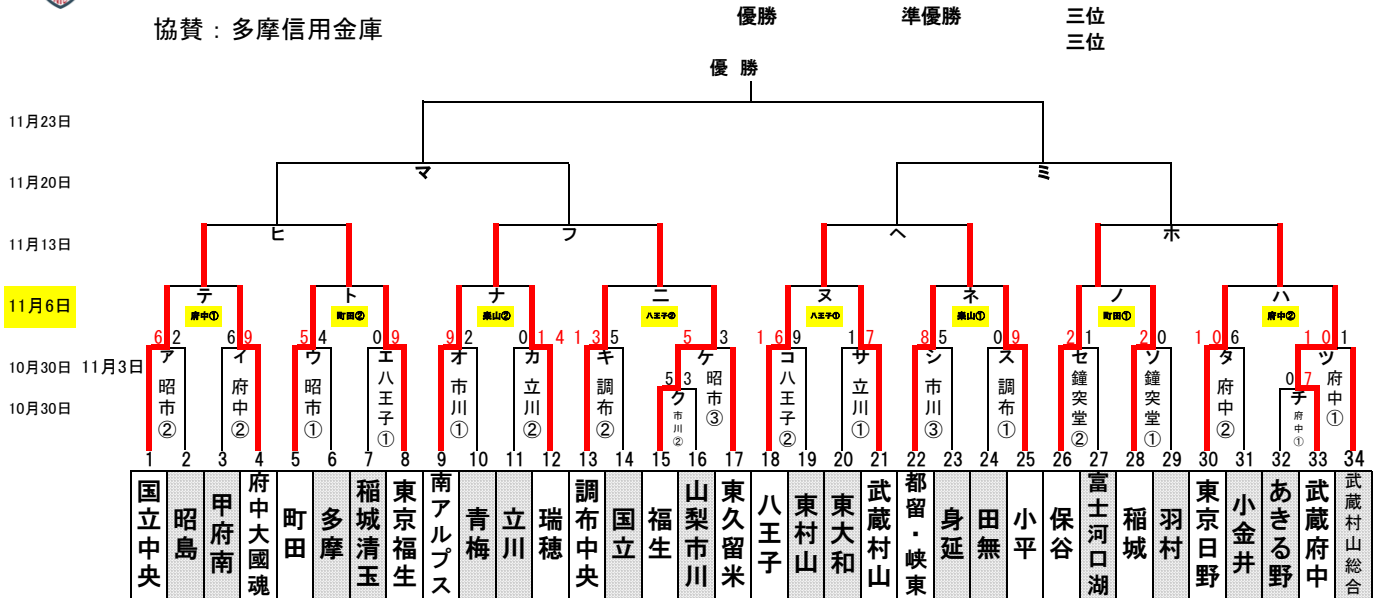 協賛：多摩信用金庫
優勝 準優勝 三位
三位
優 勝
11月23日
マ ミ
11月20日
ヒ フ ヘ ホ
11月13日
テ ト ナ ニ ヌ ネ ノ ハ
11月6日
府中① 町田② 桑山② 八王子② 八王子① 桑山① 町田① 府中②
6 2 6 9 5 4 0 9 9 2 0 14 13 5 5 3 16 9 1 7 8 5 0 9 2 1 2 0 10 6 10 1
10月30日 11月3日
ア イ ウ エ オ カ キ ケ コ サ シ ス セ ソ タ ツ
昭市② 府中② 昭市① 八王子① 市川① 立川② 調布② 昭市③ 八王子② 立川① 市川③ 調布① 鐘突堂② 鐘突堂① 府中② 府中①
5 3 0 7
10月30日
ク チ
市川② 府中①
1 2 3 4 5 6 7 8 9 10 11 12 13 14 15 16 17 18 19 20 21 22 23 24 25 26 27 28 29 30 31 32 33 34
国立中央
昭島
甲府南
府中大國魂
町田
多摩
稲城清玉
東京福生
南アルプス
青梅
立川
瑞穂
調布中央
国立
福生
山梨市川
東久留米
八王子
東村山
東大和
武蔵村山
都留・峡東
身延
田無
小平
保谷
富士河口湖
稲城
羽村
東京日野
小金井
あきる野
武蔵府中
武蔵村山総合